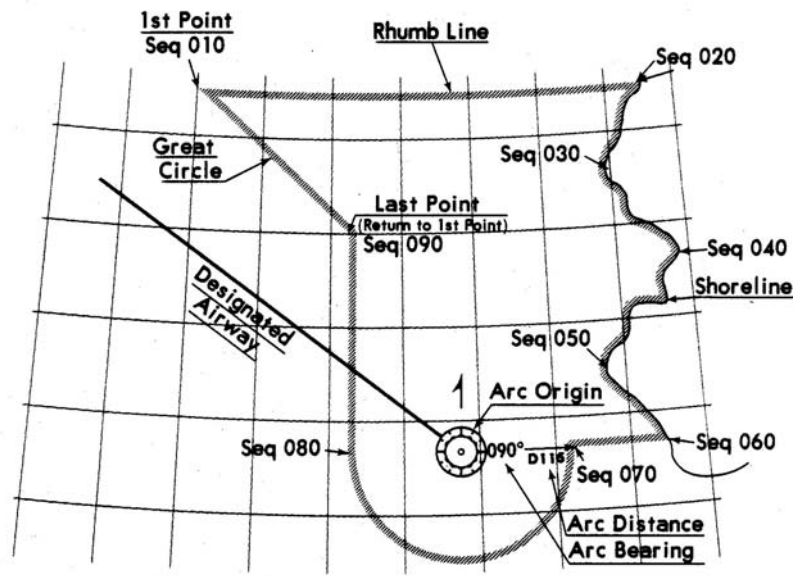 1st Point
Seq 010
Rhumb Line
Seq 020
Great
Circle
Seq 030
Last Point
(Return to 1st Point)
Seq 090
Seq 040
Designated
Airway
Shoreline
Seq 050
Arc Origin
Seq 080
090°
D116
Seq 060
Seq 070
Arc Distance
Arc Bearing